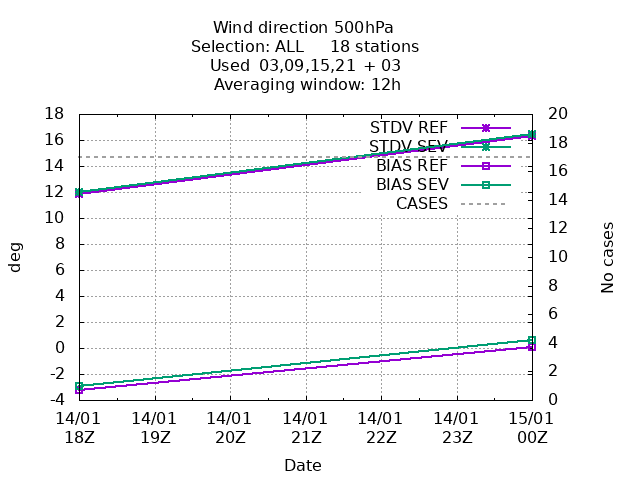 Wind direction 500hPa
Selection: ALL 18 stations
Used 03,09,15,21 + 03
Averaging window: 12h
18 20
STDV REF
16 18
STDV SEV
14 16
BIAS REF
12 14
BIAS SEV
CASES
10 12
8 10
6 8
4 6
2 4
0 2
-2 0
-4
deg
No cases
14/01 14/01 14/01 14/01 14/01 14/01 15/01
18Z 19Z 20Z 21Z 22Z 23Z 00Z
Date